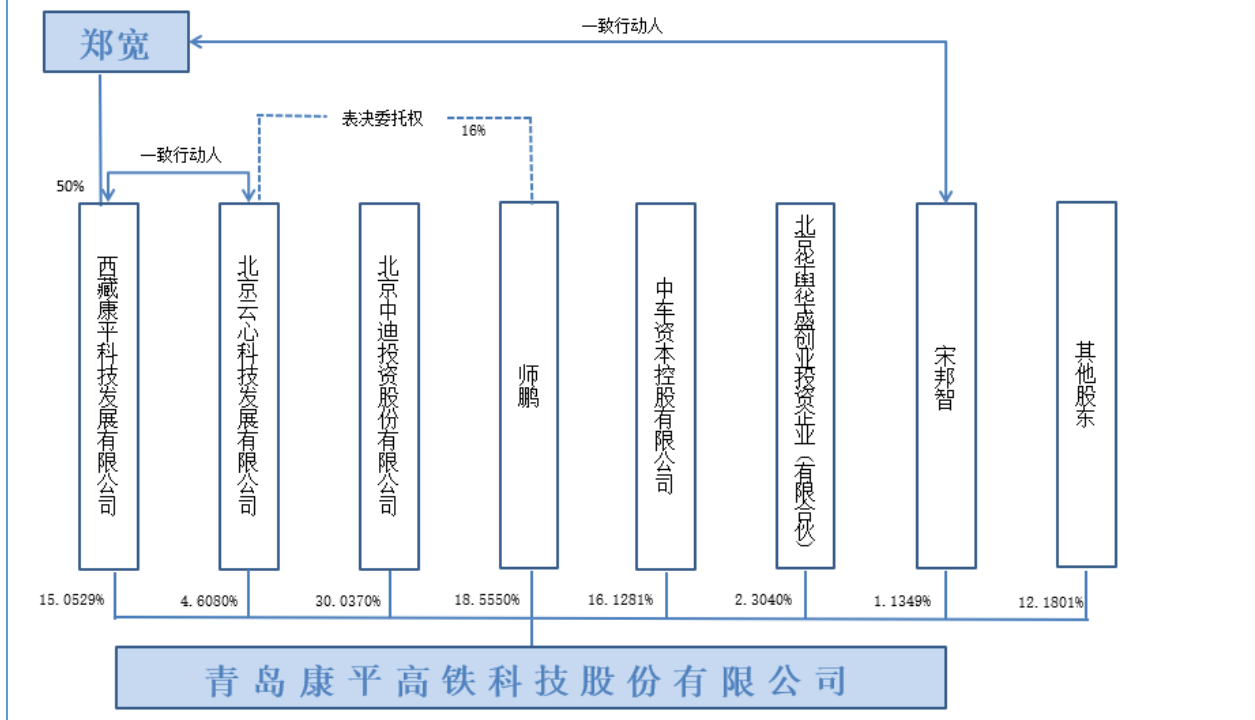 郑宽
一致行动人
表决委托权
16%
一致行动人
50%
西藏康平科技发展有限公司
北京云心科技发展有限公司
北京中迪投资股份有限公司
师鹏
中车资本控股有限公司
北京华舆华盛创业投资企业（有限合伙）
宋邦智
其他股东
15.0529%
4.6080%
30.0370%
18.5550%
16.1281%
2.3040%
1.1349%
12.1801%
青岛康平高铁科技股份有限公司